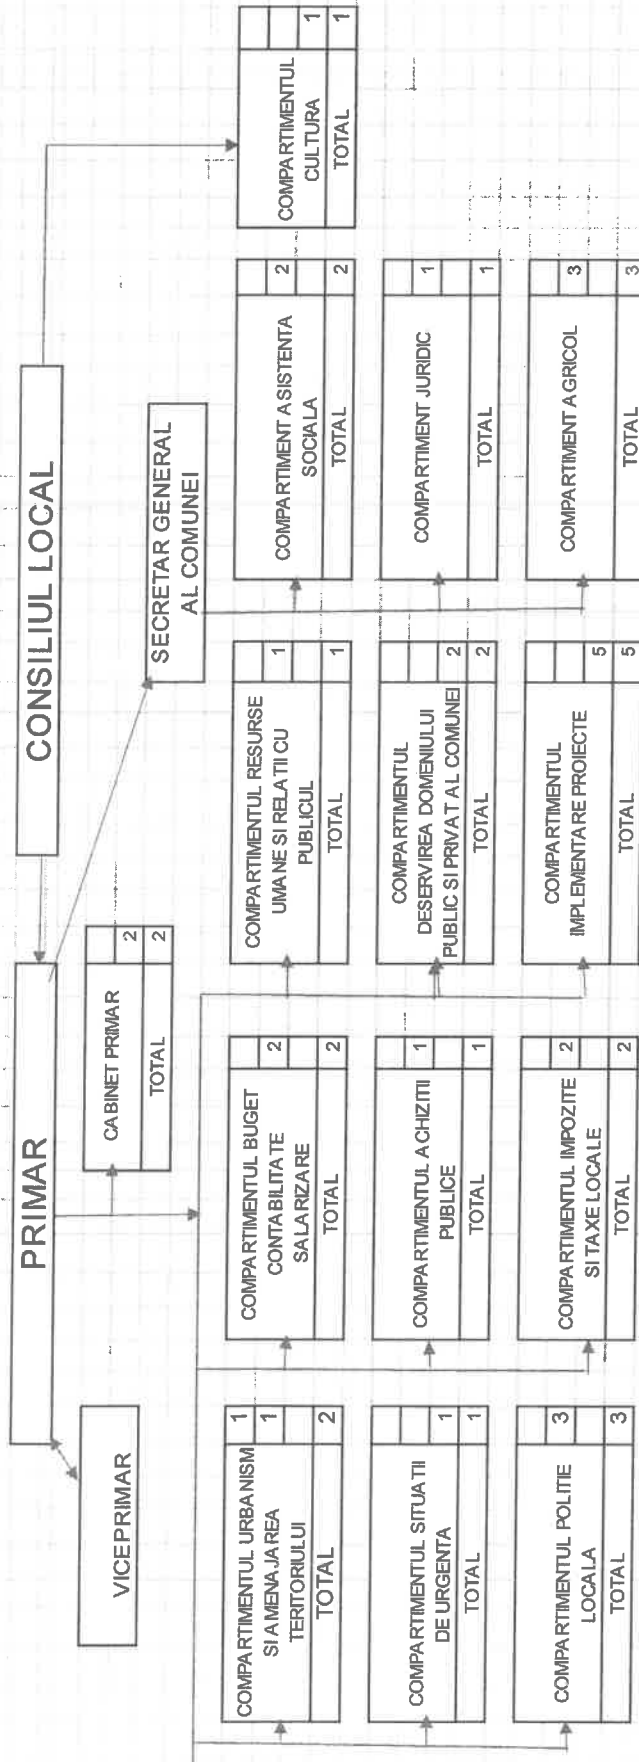 CONSILIUL LOCAL
PRIMAR
VICEPRIMAR
CABINET PRIMAR
2
TOTAL 2
SECRETAR GENERAL
AL COMUNEI
COMPARTIMENTUL URBANISM 1
SI AMENAJAREA 1
TERITORIULUI
TOTAL 2
COMPARTIMENTUL BUGET
CONTABILITATE 2
SALARIZARE
TOTAL 2
COMPARTIMENTUL RESURSE
UMANE SI RELATII CU 1
PUBLICUL
TOTAL 1
COMPARTIMENT ASISTENTA 2
SOCIALA
TOTAL 2
COMPARTIMENTUL
CULTURA 1
TOTAL 1
COMPARTIMENTUL SITUATII
DE URGENTA 1
TOTAL 1
COMPARTIMENTUL ACHIZITII 1
PUBLICE
TOTAL 1
COMPARTIMENTUL
DESERVIREA DOMENIULUI
PUBLIC SI PRIVAT AL COMUNEI 2
TOTAL 2
COMPARTIMENT JURIDIC 1
TOTAL 1
COMPARTIMENTUL POLITIE 3
LOCALA
TOTAL 3
COMPARTIMENTUL IMPOZITE 2
SI TAXE LOCALE
TOTAL 2
COMPARTIMENTUL
IMPLEMENTARE PROIECTE
5
TOTAL 5
COMPARTIMENT AGRICOL 3
TOTAL 3